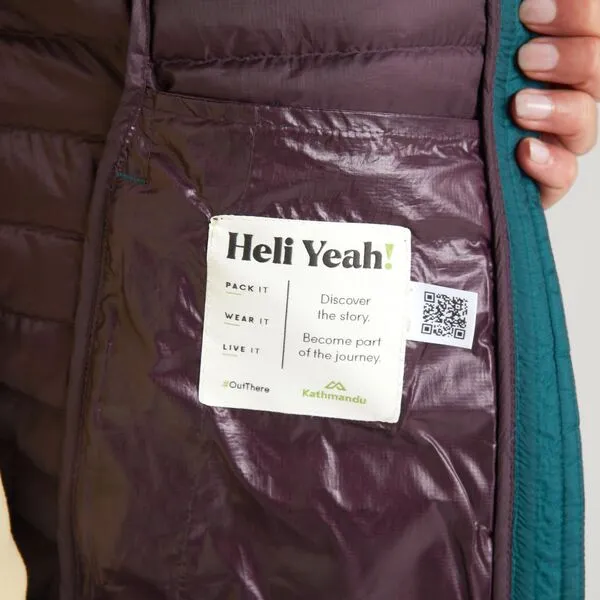 Heli Yeah!
PACK IT
WEAR IT
LIVE IT
Discover
the story.
Become part
of the journey.
#OutThere
Kathmandu